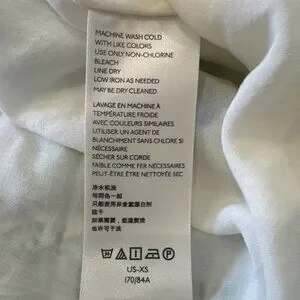 MACHINE WASH COLD
WITH LIKE COLORS
USE ONLY NON-CHLORINE
BLEACH
LINE DRY
LOW IRON AS NEEDED
MAY BE DRY CLEANED
LAVAGE EN MACHINE À
TEMPÉRATURE FROIDE
AVEC COULEURS SIMILAIRES
UTILISER UN AGENT DE
BLANCHIMENT SANS CHLORE SI
NÉCESSAIRE
SÉCHER SUR CORDE
FAIBLE COMME FER NÉCESSAIRES
PEUT-ÊTRE ÊTRE NETTOYÉE SEC
冷水机洗
与同色一起
只可使用非含氯漂白剂
挂干
如果需要，低温熨烫
也许可干洗
US-XS
170/84A